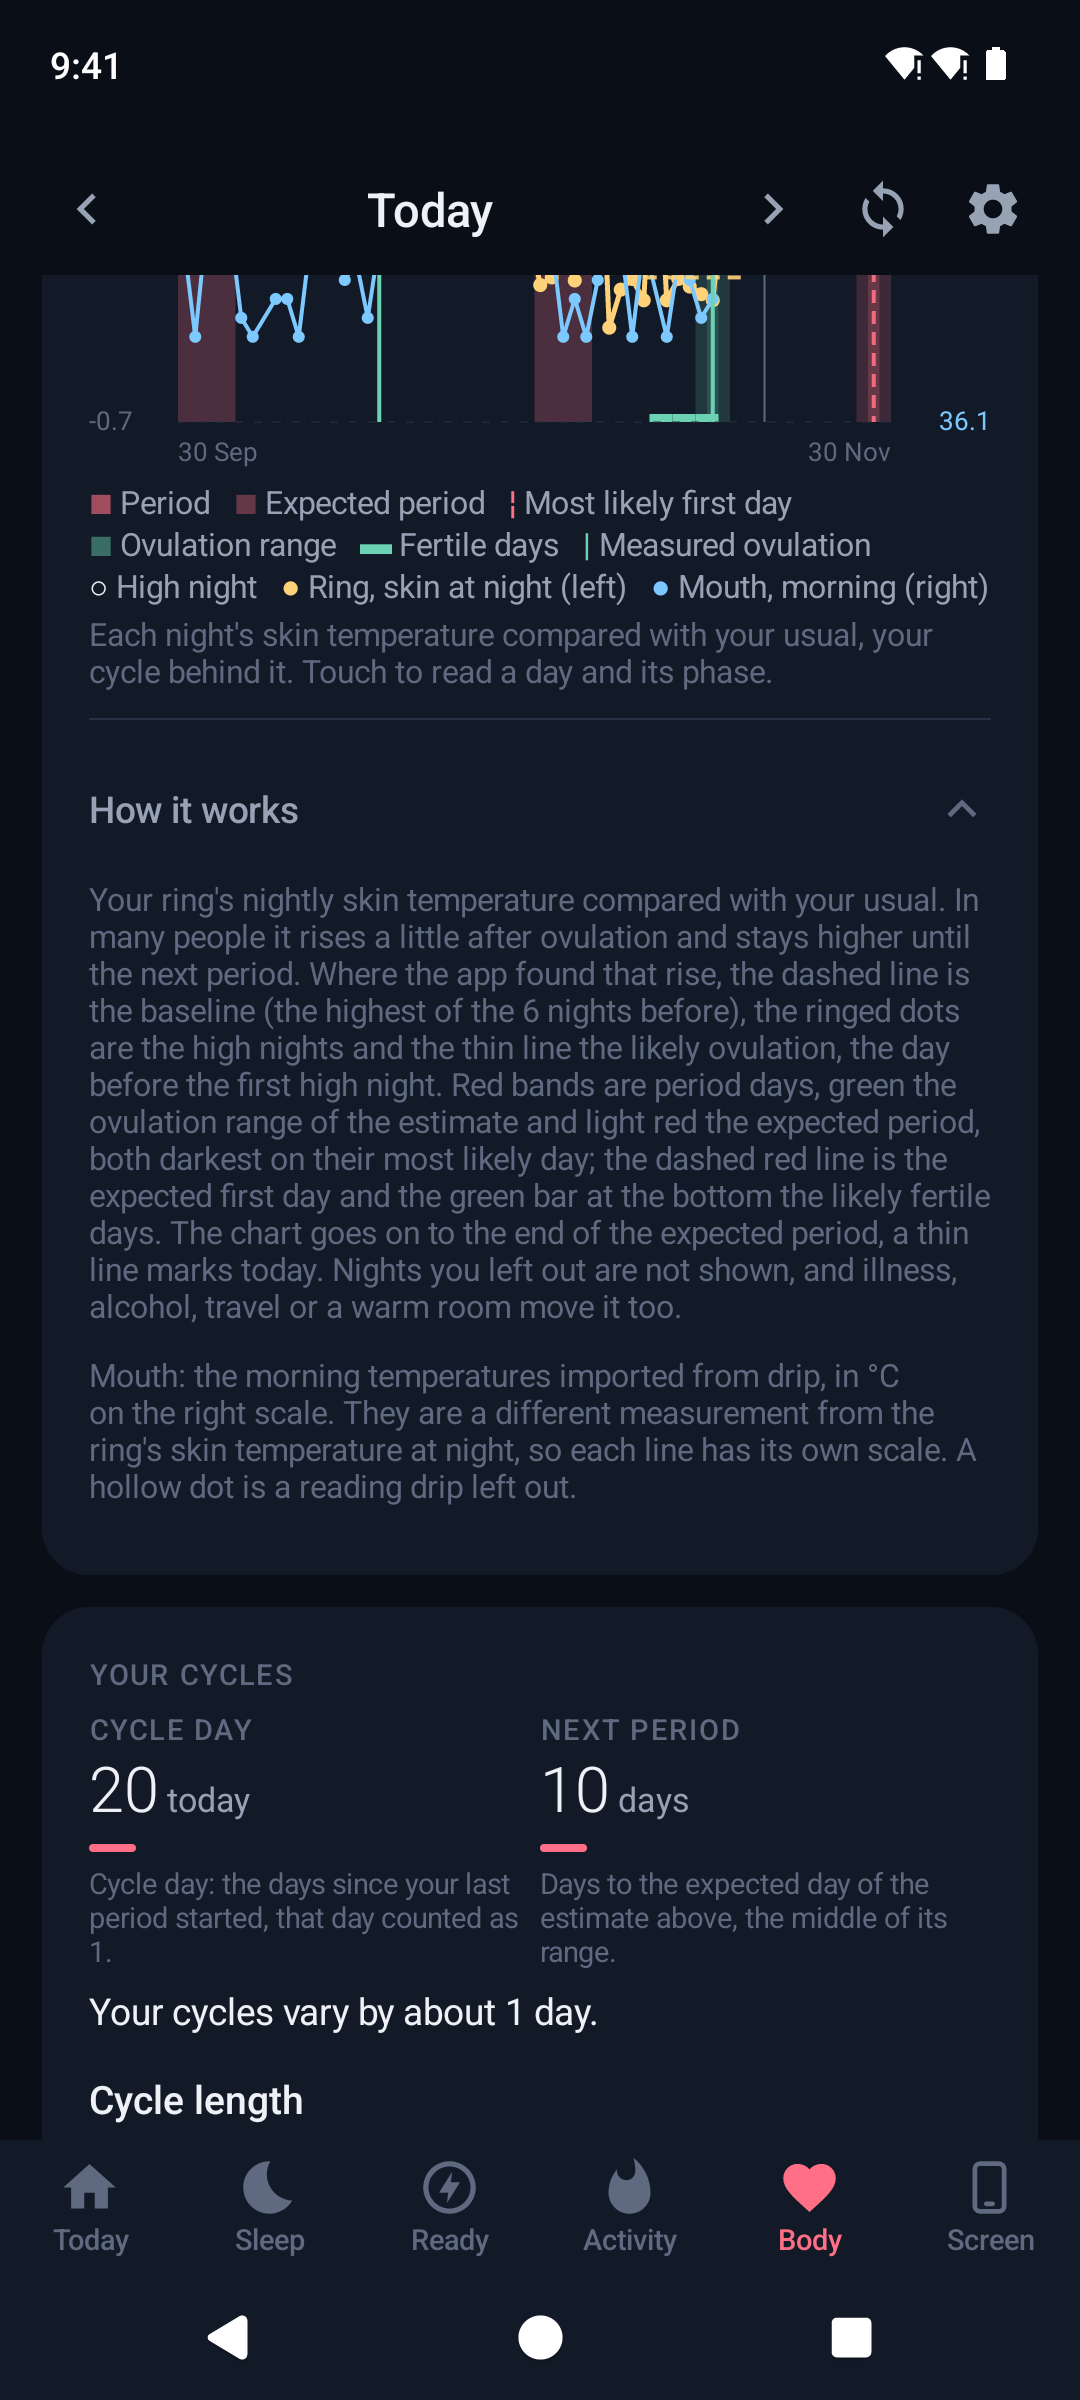 9:41
Today
-0.7
36.1
30 Sep
30 Nov
Period Expected period Most likely first day
Ovulation range Fertile days Measured ovulation
High night Ring, skin at night (left) Mouth, morning (right)
Each night's skin temperature compared with your usual, your
cycle behind it. Touch to read a day and its phase.
How it works
Your ring's nightly skin temperature compared with your usual. In
many people it rises a little after ovulation and stays higher until
the next period. Where the app found that rise, the dashed line is
the baseline (the highest of the 6 nights before), the ringed dots
are the high nights and the thin line the likely ovulation, the day
before the first high night. Red bands are period days, green the
ovulation range of the estimate and light red the expected period,
both darkest on their most likely day; the dashed red line is the
expected first day and the green bar at the bottom the likely fertile
days. The chart goes on to the end of the expected period, a thin
line marks today. Nights you left out are not shown, and illness,
alcohol, travel or a warm room move it too.
Mouth: the morning temperatures imported from drip, in °C
on the right scale. They are a different measurement from the
ring's skin temperature at night, so each line has its own scale. A
hollow dot is a reading drip left out.
YOUR CYCLES
CYCLE DAY
20 today
Cycle day: the days since your last
period started, that day counted as
1.
NEXT PERIOD
10 days
Days to the expected day of the
estimate above, the middle of its
range.
Your cycles vary by about 1 day.
Cycle length
Today
Sleep
Ready
Activity
Body
Screen